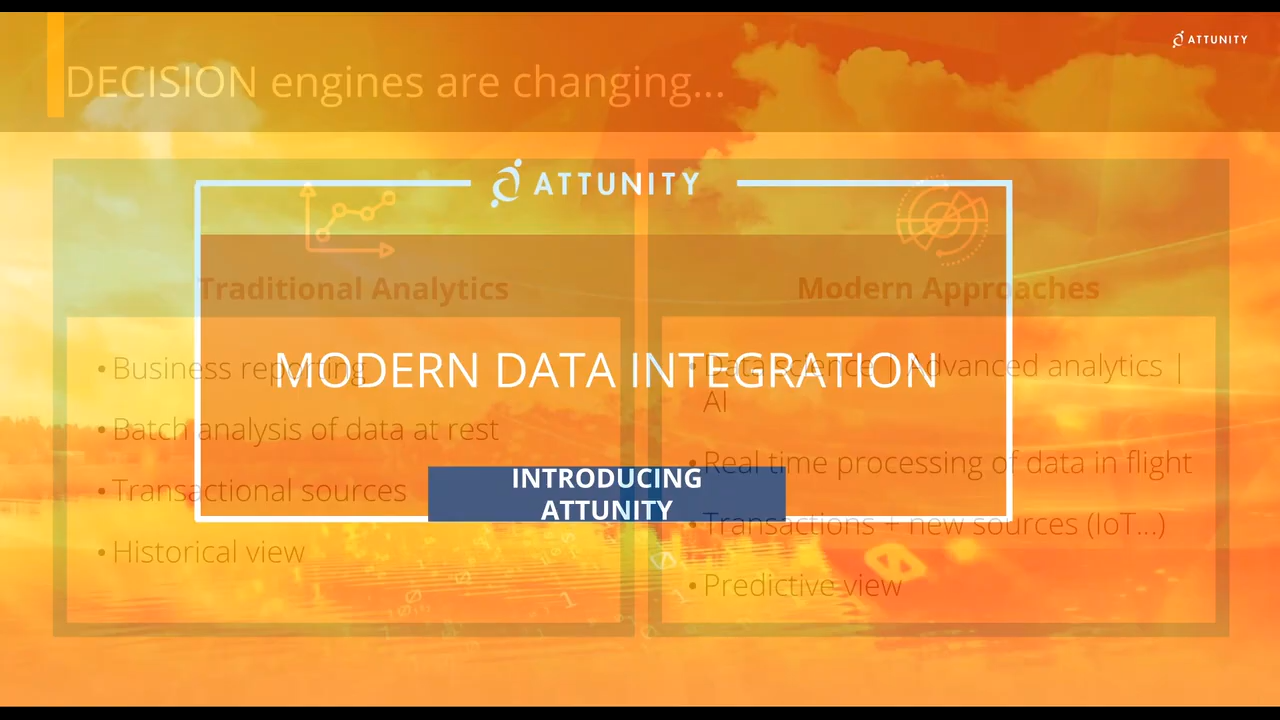 ATTUNITY
DECISION engines are changing...
ATTUNITY
Traditional Analytics
• Business reporting
• Batch analysis of data at rest
• Transactional sources
• Historical view
Modern Approaches
• Data science | Advanced analytics |
AI
• Real time processing of data in flight
• Transactions + new sources (IoT...)
• Predictive view
MODERN DATA INTEGRATION
INTRODUCING
ATTUNITY